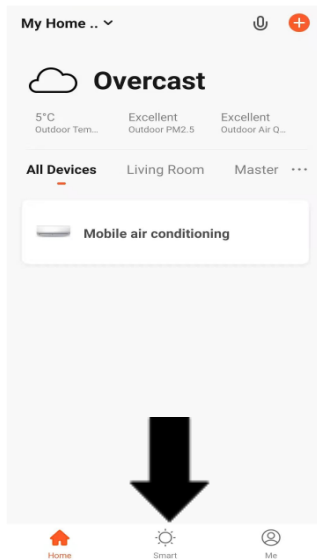 My Home ..
Overcast
5°C Excellent Excellent
Outdoor Tem... Outdoor PM2.5 Outdoor Air Q...
All Devices Living Room Master ...
Mobile air conditioning
Home Smart Me